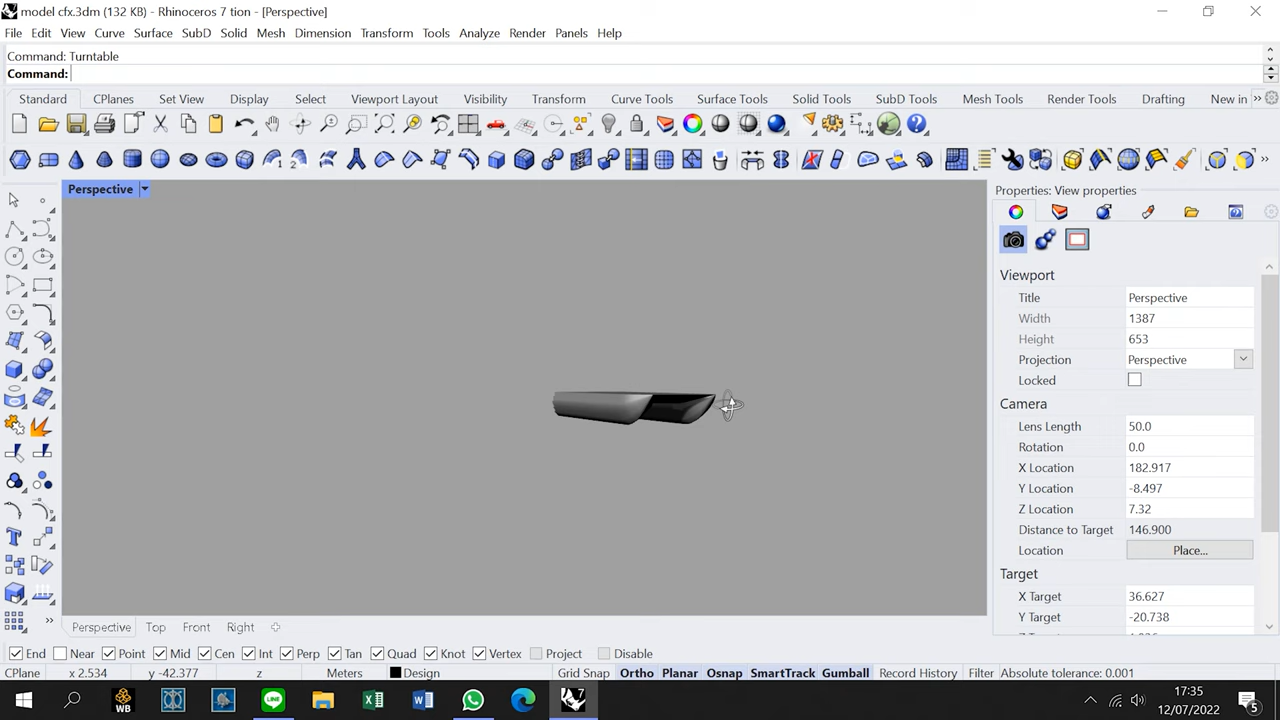 model cfx.3dm (132 KB) - Rhinoceros 7 tion - [Perspective]
File Edit View Curve Surface SubD Solid Mesh Dimension Transform Tools Analyze Render Panels Help
Command: Turntable
Command:
Standard CPlanes Set View Display Select Viewport Layout Visibility Transform Curve Tools Surface Tools Solid Tools SubD Tools Mesh Tools Render Tools Drafting New in
Perspective
Properties: View properties
Viewport
Title Perspective
Width 1387
Height 653
Projection Perspective
Locked
Camera
Lens Length 50.0
Rotation 0.0
X Location 182.917
Y Location -8.497
Z Location 7.32
Distance to Target 146.900
Location Place...
Target
X Target 36.627
Y Target -20.738
Perspective Top Front Right
End Near Point Mid Cen Int Perp Tan Quad Knot Vertex Project Disable
CPlane x 2.534 y -42.377 z Meters Design Grid Snap Ortho Planar Osnap SmartTrack Gumball Record History Filter Absolute tolerance: 0.001
WB 7 17:35
12/07/2022 5